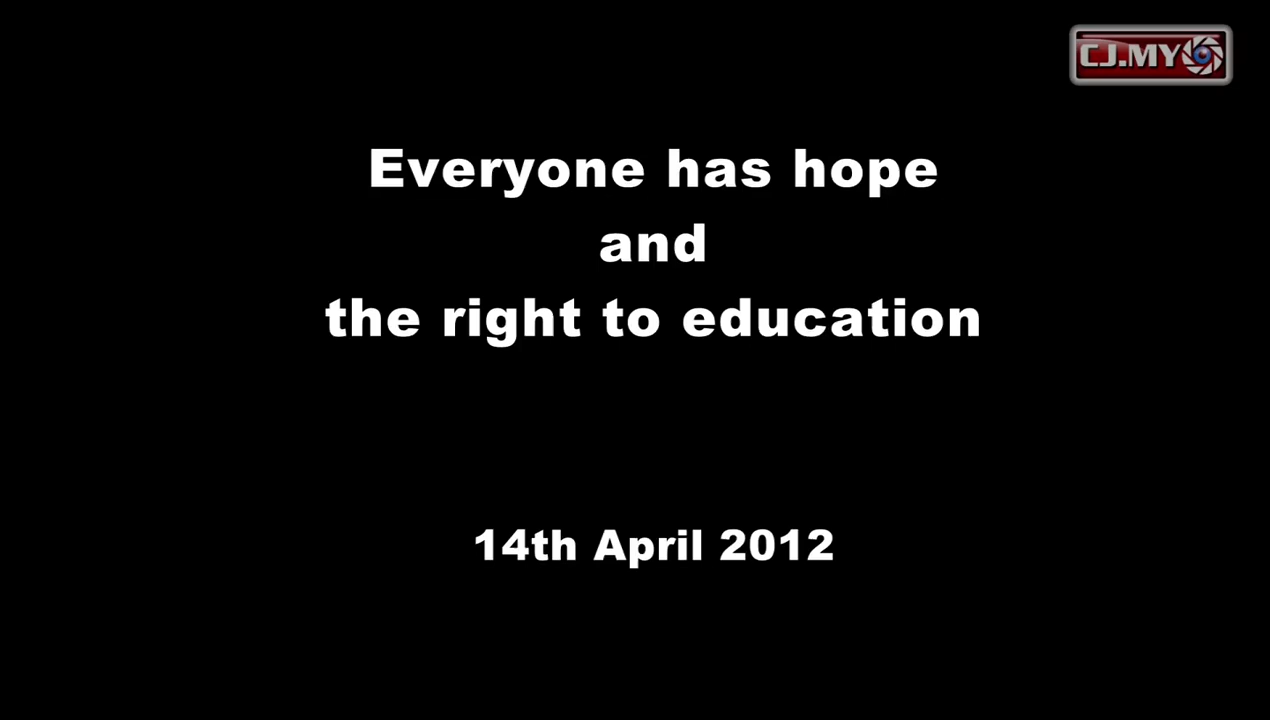 CJ.MY
Everyone has hope
and
the right to education
14th April 2012